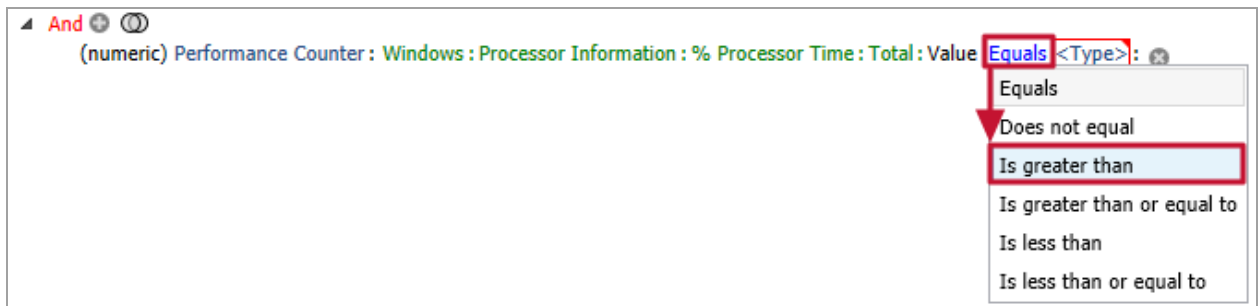 And
(numeric) Performance Counter : Windows : Processor Information : % Processor Time : Total : Value Equals <Type> :
Equals
Does not equal
Is greater than
Is greater than or equal to
Is less than
Is less than or equal to